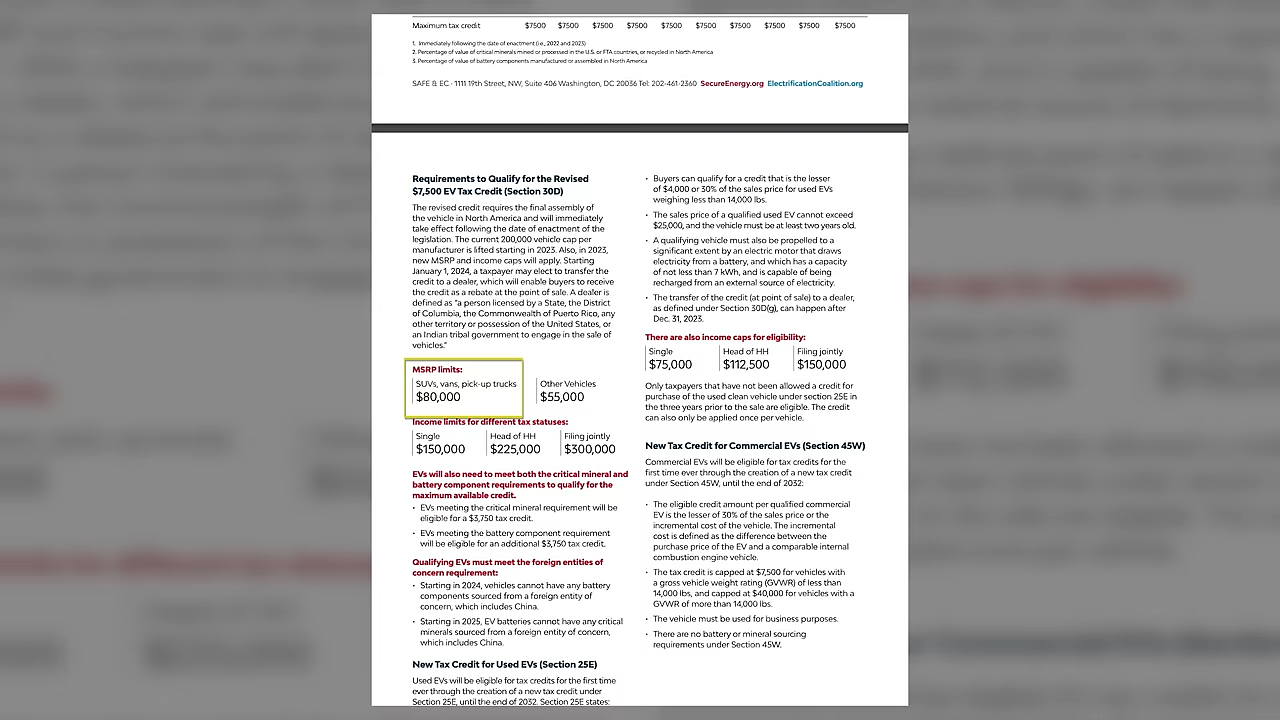 Maximum tax credit $7500 $7500 $7500 $7500 $7500 $7500 $7500 $7500 $7500 $7500
1. Immediately following the date of enactment (i.e., 2022 and 2023)
2. Percentage of value of critical minerals mined or processed in the U.S. or FTA countries, or recycled in North America
3. Percentage of value of battery components manufactured or assembled in North America
SAFE & EC - 1111 19th Street, NW, Suite 406 Washington, DC 20036 Tel: 202-461-2360 SecureEnergy.org ElectrificationCoalition.org
Requirements to Qualify for the Revised
$7,500 EV Tax Credit (Section 30D)
The revised credit requires the final assembly of
the vehicle in North America and will immediately
take effect following the date of enactment of the
legislation. The current 200,000 vehicle cap per
manufacturer is lifted starting in 2023. Also, in 2023,
new MSRP and income caps will apply. Starting
January 1, 2024, a taxpayer may elect to transfer the
credit to a dealer, which will enable buyers to receive
the credit as a rebate at the point of sale. A dealer is
defined as "a person licensed by a State, the District
of Columbia, the Commonwealth of Puerto Rico, any
other territory or possession of the United States, or
an Indian tribal government to engage in the sale of
vehicles."
MSRP limits:
SUVs, vans, pick-up trucks Other Vehicles
$80,000 $55,000
Income limits for different tax statuses:
Single Head of HH Filing jointly
$150,000 $225,000 $300,000
EVs will also need to meet both the critical mineral and
battery component requirements to qualify for the
maximum available credit.
· EVs meeting the critical mineral requirement will be
eligible for a $3,750 tax credit.
· EVs meeting the battery component requirement
will be eligible for an additional $3,750 tax credit.
Qualifying EVs must meet the foreign entities of
concern requirement:
· Starting in 2024, vehicles cannot have any battery
components sourced from a foreign entity of
concern, which includes China.
· Starting in 2025, EV batteries cannot have any critical
minerals sourced from a foreign entity of concern,
which includes China.
New Tax Credit for Used EVs (Section 25E)
Used EVs will be eligible for tax credits for the first time
ever through the creation of a new tax credit under
Section 25E, until the end of 2032. Section 25E states:
· Buyers can qualify for a credit that is the lesser
of $4,000 or 30% of the sales price for used EVs
weighing less than 14,000 lbs.
· The sales price of a qualified used EV cannot exceed
$25,000, and the vehicle must be at least two years old.
· A qualifying vehicle must also be propelled to a
significant extent by an electric motor that draws
electricity from a battery, and which has a capacity
of not less than 7 kWh, and is capable of being
recharged from an external source of electricity.
· The transfer of the credit (at point of sale) to a dealer,
as defined under Section 30D(g), can happen after
Dec. 31, 2023.
There are also income caps for eligibility:
Single Head of HH Filing jointly
$75,000 $112,500 $150,000
Only taxpayers that have not been allowed a credit for
purchase of the used clean vehicle under section 25E in
the three years prior to the sale are eligible. The credit
can also only be applied once per vehicle.
New Tax Credit for Commercial EVs (Section 45W)
Commercial EVs will be eligible for tax credits for the
first time ever through the creation of a new tax credit
under Section 45W, until the end of 2032:
· The eligible credit amount per qualified commercial
EV is the lesser of 30% of the sales price or the
incremental cost of the vehicle. The incremental
cost is defined as the difference between the
purchase price of the EV and a comparable internal
combustion engine vehicle.
· The tax credit is capped at $7,500 for vehicles with
a gross vehicle weight rating (GVWR) of less than
14,000 lbs, and capped at $40,000 for vehicles with a
GVWR of more than 14,000 lbs.
· The vehicle must be used for business purposes.
· There are no battery or mineral sourcing
requirements under Section 45W.